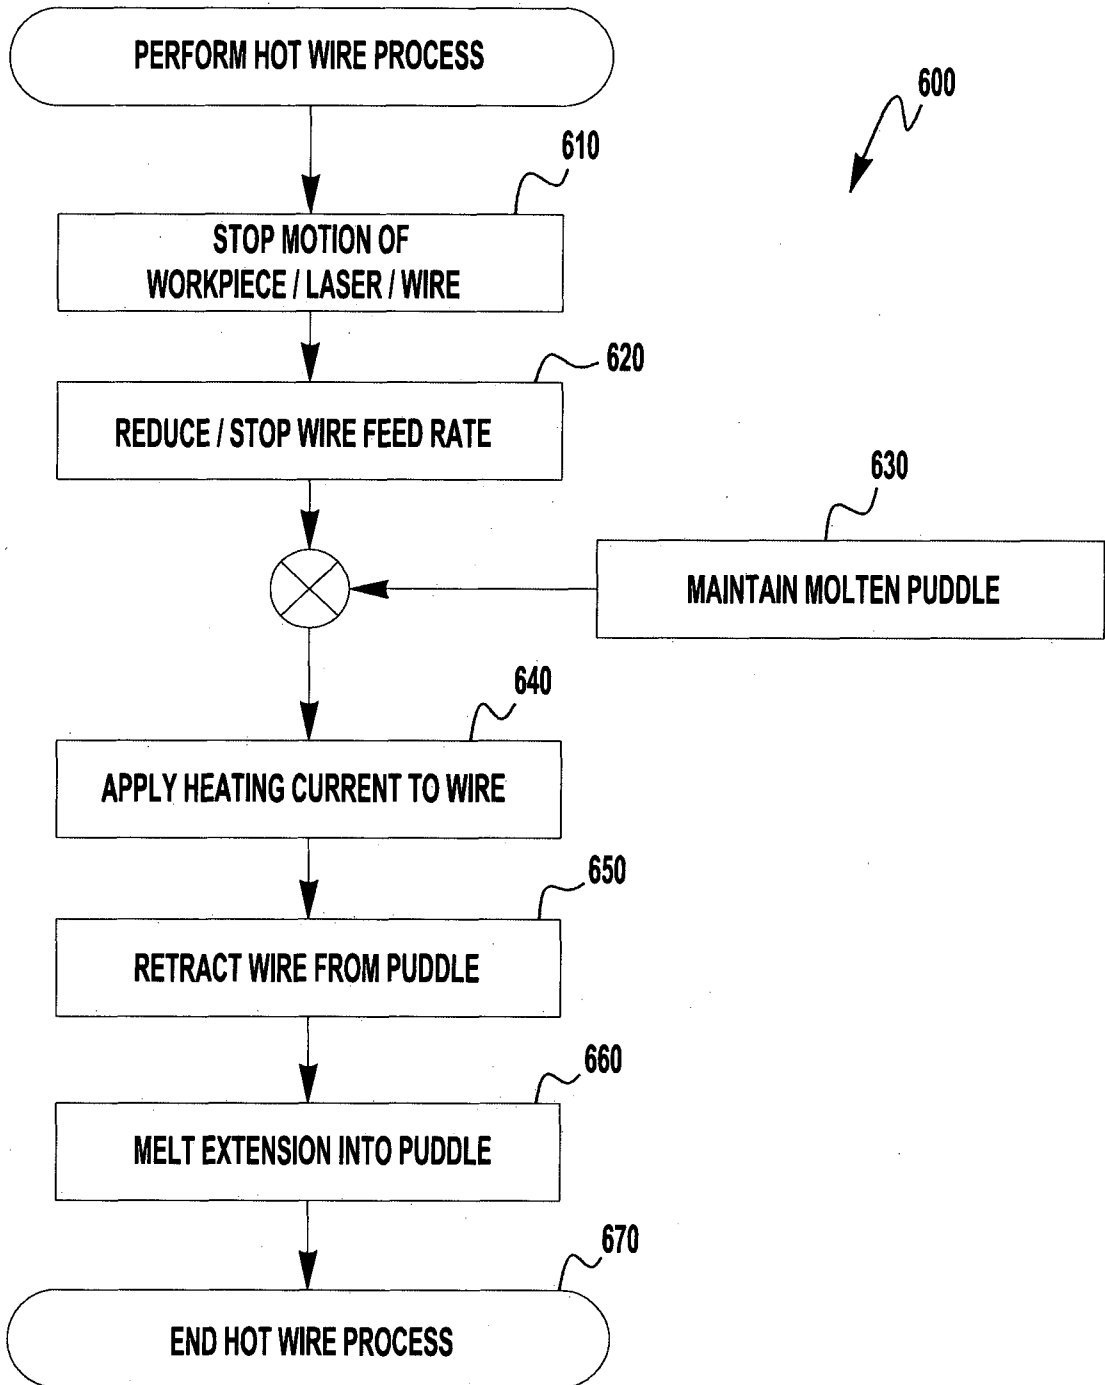 PERFORM HOT WIRE PROCESS
600
610
STOP MOTION OF
WORKPIECE / LASER / WIRE
620
REDUCE / STOP WIRE FEED RATE
630
MAINTAIN MOLTEN PUDDLE
640
APPLY HEATING CURRENT TO WIRE
650
RETRACT WIRE FROM PUDDLE
660
MELT EXTENSION INTO PUDDLE
670
END HOT WIRE PROCESS